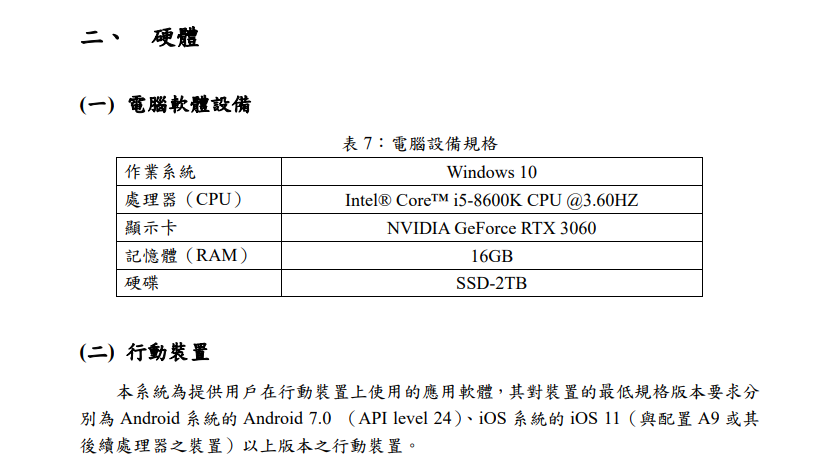 二、 硬體
(一) 電腦軟體設備
表 7：電腦設備規格
作業系統 Windows 10
處理器（CPU） Intel® Core™ i5-8600K CPU @3.60HZ
顯示卡 NVIDIA GeForce RTX 3060
記憶體（RAM） 16GB
硬碟 SSD-2TB
(二) 行動裝置
本系統為提供用戶在行動裝置上使用的應用軟體，其對裝置的最低規格版本要求分
別為 Android 系統的 Android 7.0 （API level 24）、iOS 系統的 iOS 11（與配置 A9 或其
後續處理器之裝置）以上版本之行動裝置。